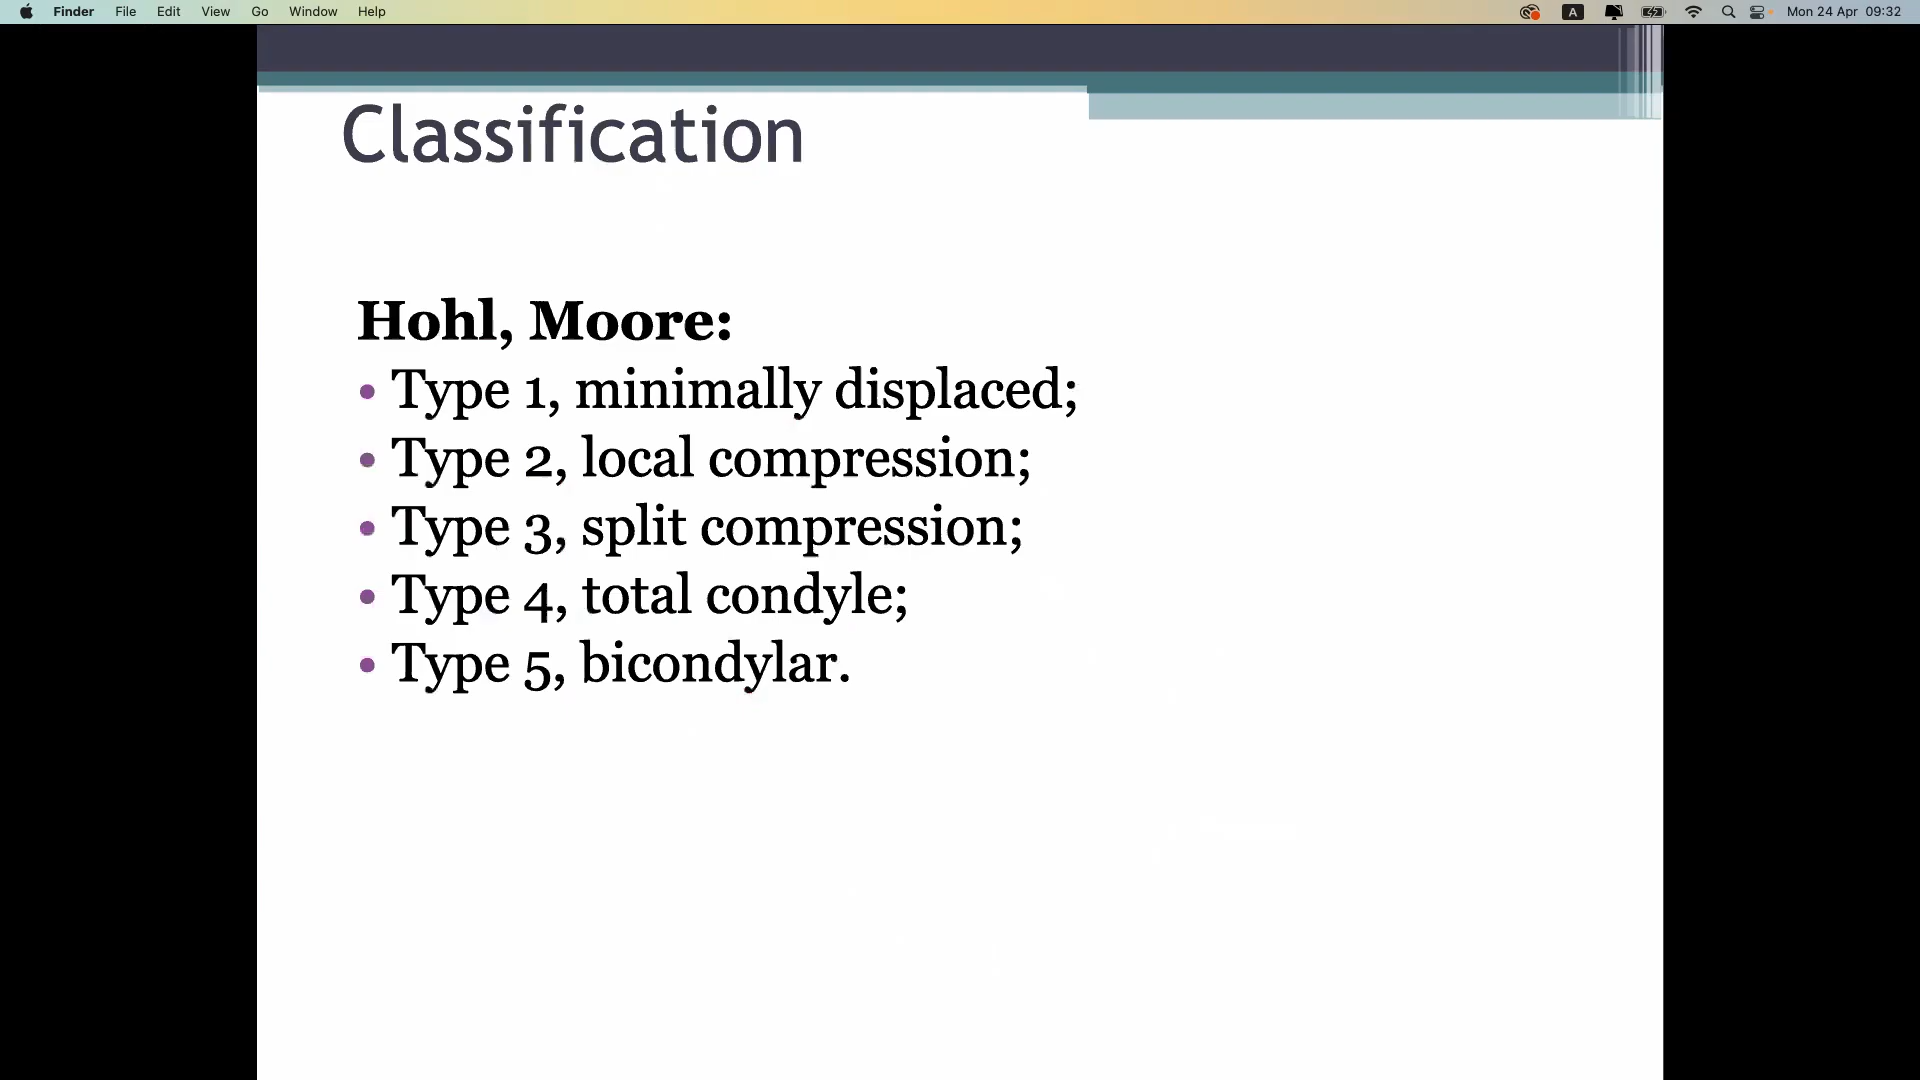 Finder File Edit View Go Window Help A Mon 24 Apr 09:32
Classification
Hohl, Moore:
• Type 1, minimally displaced;
• Type 2, local compression;
• Type 3, split compression;
• Type 4, total condyle;
• Type 5, bicondylar.